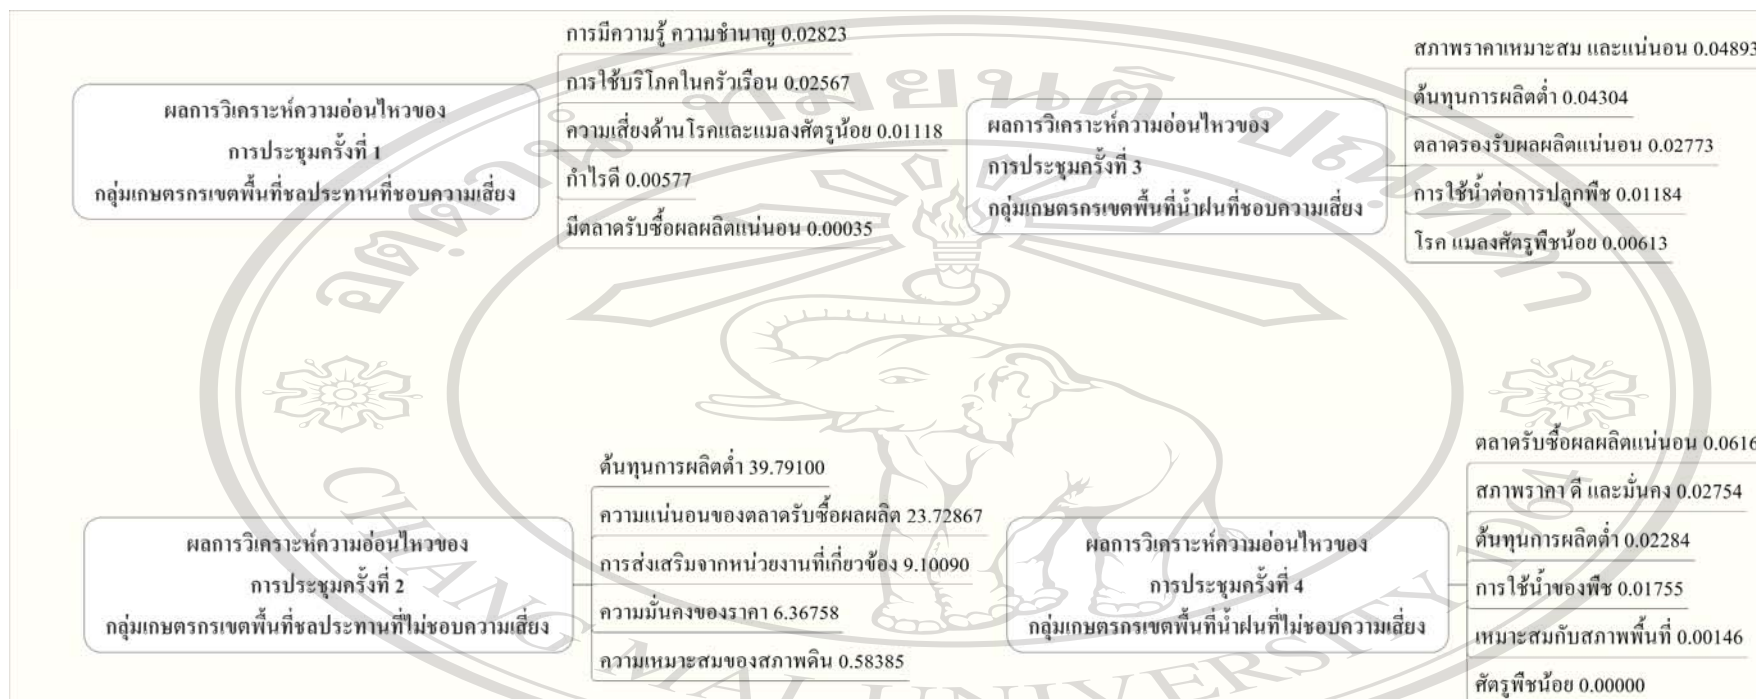 ผลการวิเคราะห์ความอ่อนไหวของ
การประชุมครั้งที่ 1
กลุ่มเกษตรกรเขตพื้นที่ชลประทานที่ชอบความเสี่ยง
การมีความรู้ ความชำนาญ 0.02823
การใช้บริโภคในครัวเรือน 0.02567
ความเสี่ยงด้านโรคและแมลงศัตรูน้อย 0.01118
กำไรดี 0.00577
มีตลาดรับซื้อผลผลิตแน่นอน 0.00035
ผลการวิเคราะห์ความอ่อนไหวของ
การประชุมครั้งที่ 3
กลุ่มเกษตรกรเขตพื้นที่น้ำฝนที่ชอบความเสี่ยง
สภาพราคาเหมาะสม และแน่นอน 0.04893
ต้นทุนการผลิตต่ำ 0.04304
ตลาดรองรับผลผลิตแน่นอน 0.02773
การใช้น้ำต่อการปลูกพืช 0.01184
โรค แมลงศัตรูพืชน้อย 0.00613
ผลการวิเคราะห์ความอ่อนไหวของ
การประชุมครั้งที่ 2
กลุ่มเกษตรกรเขตพื้นที่ชลประทานที่ไม่ชอบความเสี่ยง
ต้นทุนการผลิตต่ำ 39.79100
ความแน่นอนของตลาดรับซื้อผลผลิต 23.72867
การส่งเสริมจากหน่วยงานที่เกี่ยวข้อง 9.10090
ความมั่นคงของราคา 6.36758
ความเหมาะสมของสภาพดิน 0.58385
ผลการวิเคราะห์ความอ่อนไหวของ
การประชุมครั้งที่ 4
กลุ่มเกษตรกรเขตพื้นที่น้ำฝนที่ไม่ชอบความเสี่ยง
ตลาดรับซื้อผลผลิตแน่นอน 0.0616
สภาพราคา ดี และมั่นคง 0.02754
ต้นทุนการผลิตต่ำ 0.02284
การใช้น้ำของพืช 0.01755
เหมาะสมกับสภาพพื้นที่ 0.00146
ศัตรูพืชน้อย 0.00000
CHIANG MAI UNIVERSITY 1964